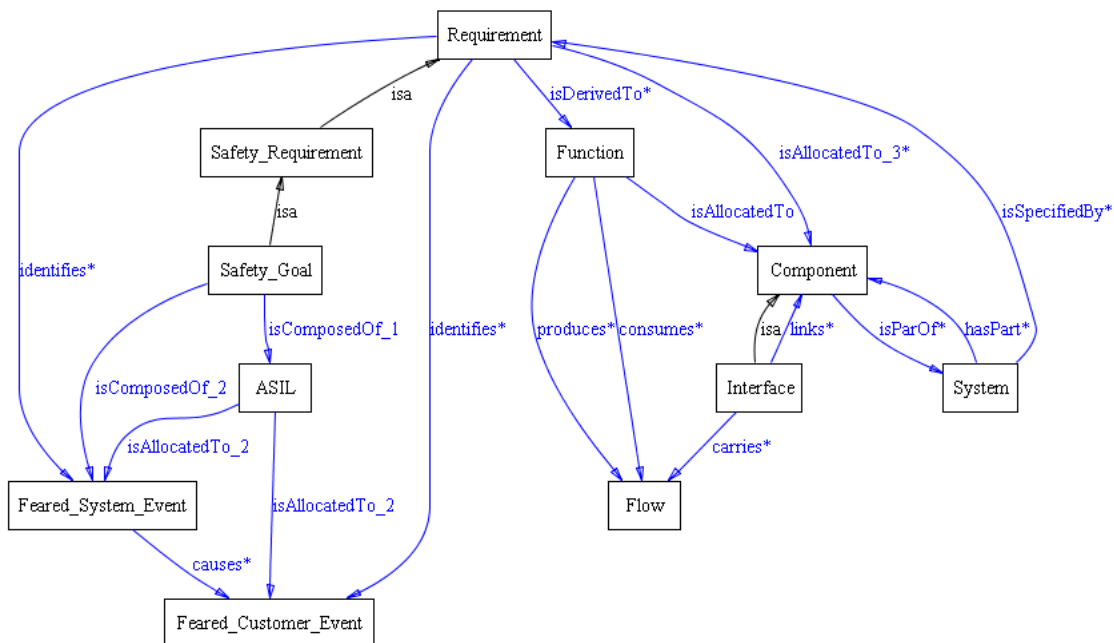 Requirement
isa
isDerivedTo*
Safety_Requirement
Function
isAllocatedTo_3*
isa
isAllocatedTo
isSpecifiedBy*
identifies*
Safety_Goal
Component
isComposedOf_1
identifies*
produces*
consumes*
isa
links*
isParOf*
hasPart*
isComposedOf_2
ASIL
Interface
System
isAllocatedTo_2
carries*
Feared_System_Event
isAllocatedTo_2
Flow
causes*
Feared_Customer_Event